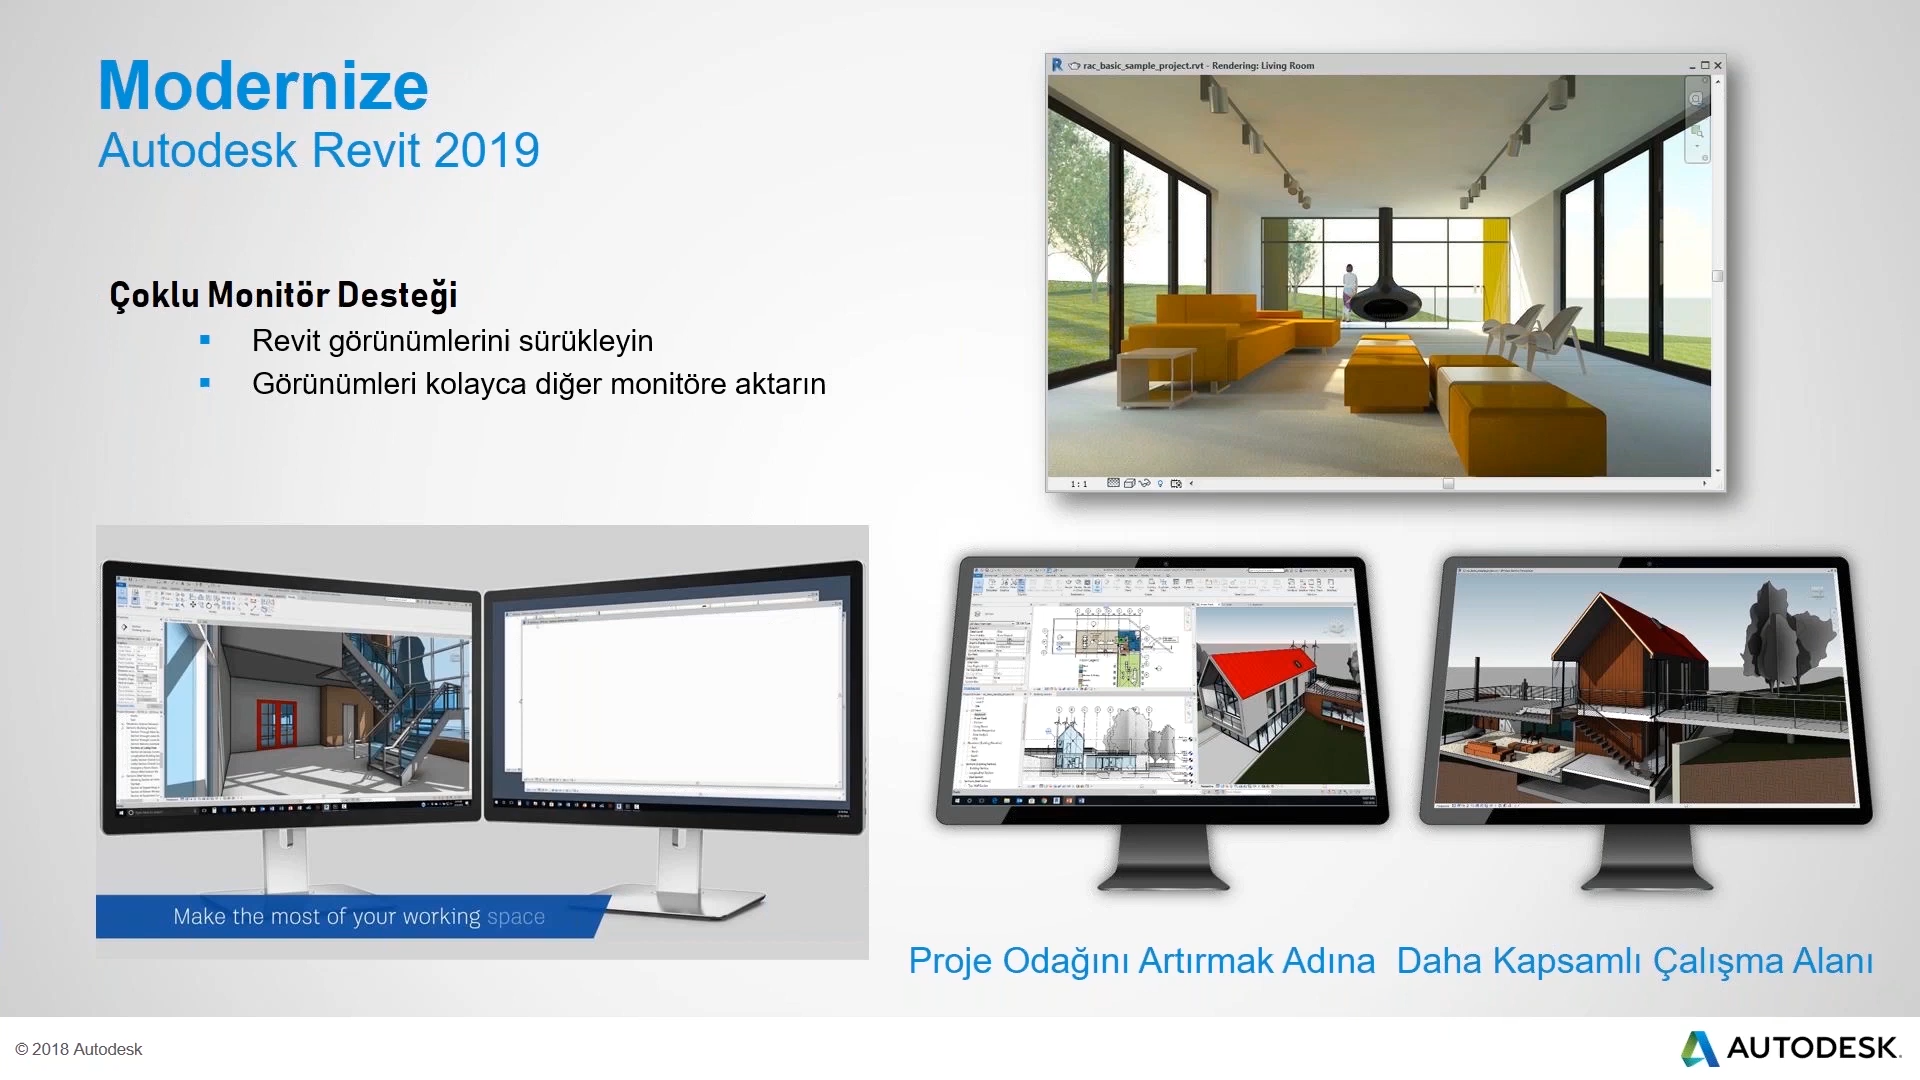 Modernize
Autodesk Revit 2019
Çoklu Monitör Desteği
▪ Revit görünümlerini sürükleyin
▪ Görünümleri kolayca diğer monitöre aktarın
rac_basic_sample_project.rvt - Rendering: Living Room
1 : 1
Make the most of your working space
Proje Odağını Artırmak Adına  Daha Kapsamlı Çalışma Alanı
© 2018 Autodesk
AUTODESK.